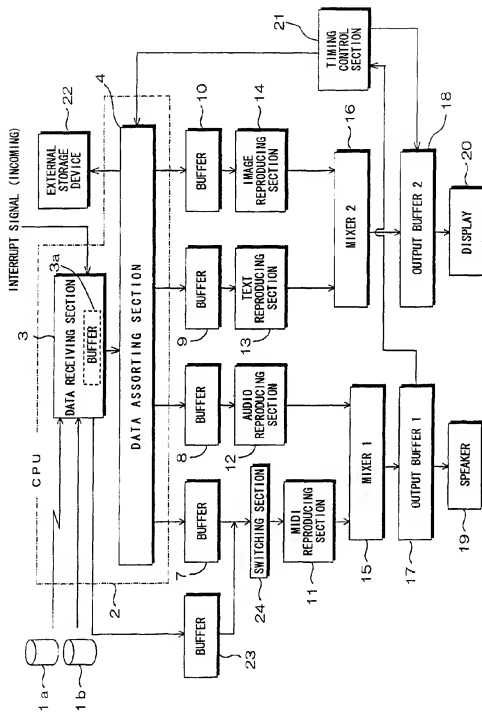 INTERRUPT SIGNAL (INCOMING)
CPU
1a
1b
2
3
DATA RECEIVING SECTION
3a
BUFFER
22
EXTERNAL
STORAGE
DEVICE
4
DATA ASSORTING SECTION
21
TIMING
CONTROL
SECTION
23
BUFFER
7
BUFFER
8
BUFFER
9
BUFFER
10
BUFFER
24
SWITCHING SECTION
11
MIDI
REPRODUCING
SECTION
12
AUDIO
REPRODUCING
SECTION
13
TEXT
REPRODUCING
SECTION
14
IMAGE
REPRODUCING
SECTION
15
MIXER 1
16
MIXER 2
17
OUTPUT BUFFER 1
18
OUTPUT BUFFER 2
19
SPEAKER
20
DISPLAY